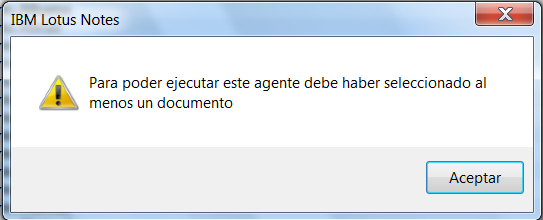 IBM Lotus Notes
Para poder ejecutar este agente debe haber seleccionado al
menos un documento
Aceptar